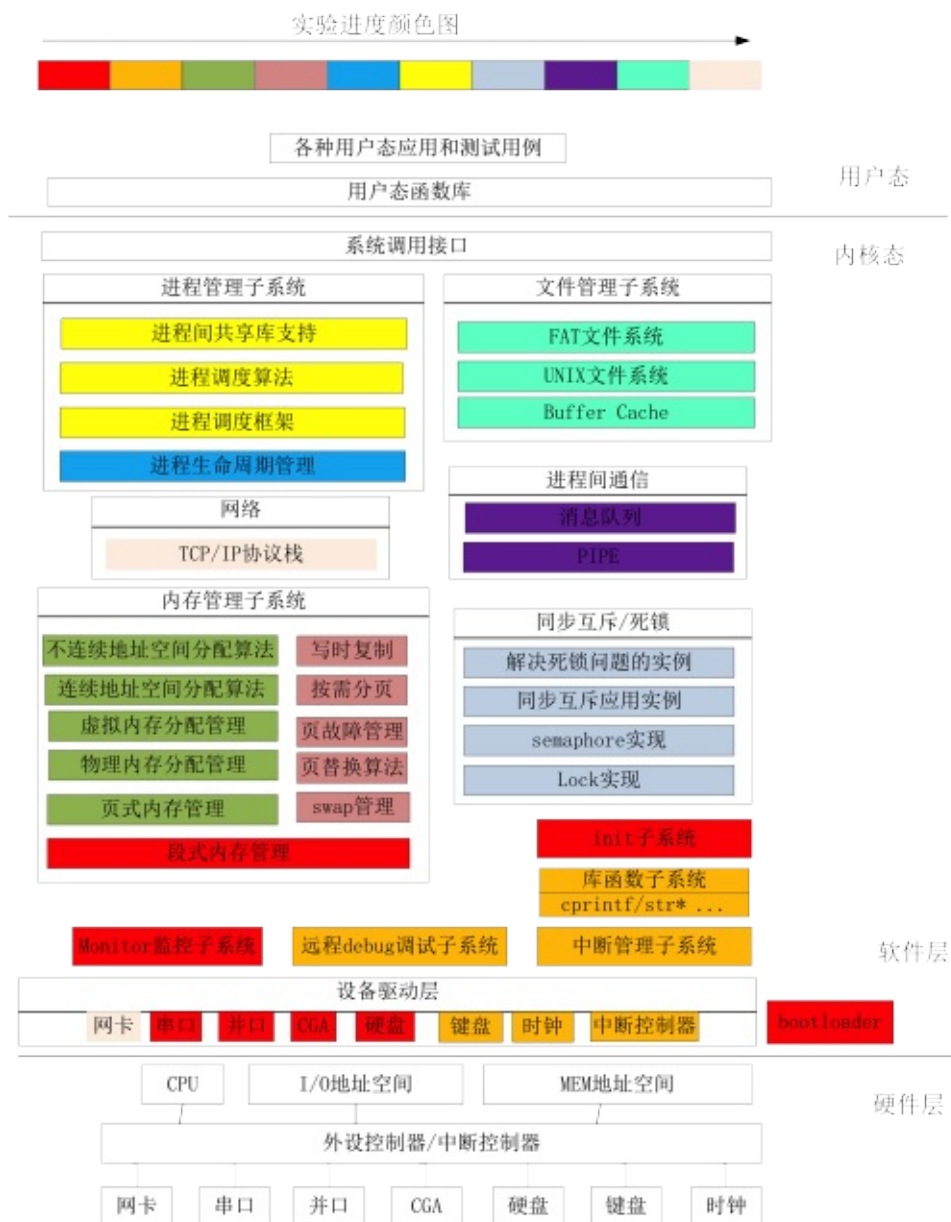 实验进度颜色图
各种用户态应用和测试用例
用户态函数库
用户态
系统调用接口
内核态
进程管理子系统
进程间共享库支持
进程调度算法
进程调度框架
进程生命周期管理
文件管理子系统
FAT文件系统
UNIX文件系统
Buffer Cache
网络
TCP/IP协议栈
进程间通信
消息队列
PIPE
内存管理子系统
不连续地址空间分配算法
连续地址空间分配算法
虚拟内存分配管理
物理内存分配管理
页式内存管理
写时复制
按需分页
页故障管理
页替换算法
swap管理
段式内存管理
同步互斥/死锁
解决死锁问题的实例
同步互斥应用实例
semaphore实现
Lock实现
init子系统
库函数子系统
cprintf/str* ...
Monitor监控子系统
远程debug调试子系统
中断管理子系统
软件层
设备驱动层
网卡
串口
并口
CGA
硬盘
键盘
时钟
中断控制器
bootloader
CPU
I/O地址空间
MEM地址空间
硬件层
外设控制器/中断控制器
网卡
串口
并口
CGA
硬盘
键盘
时钟